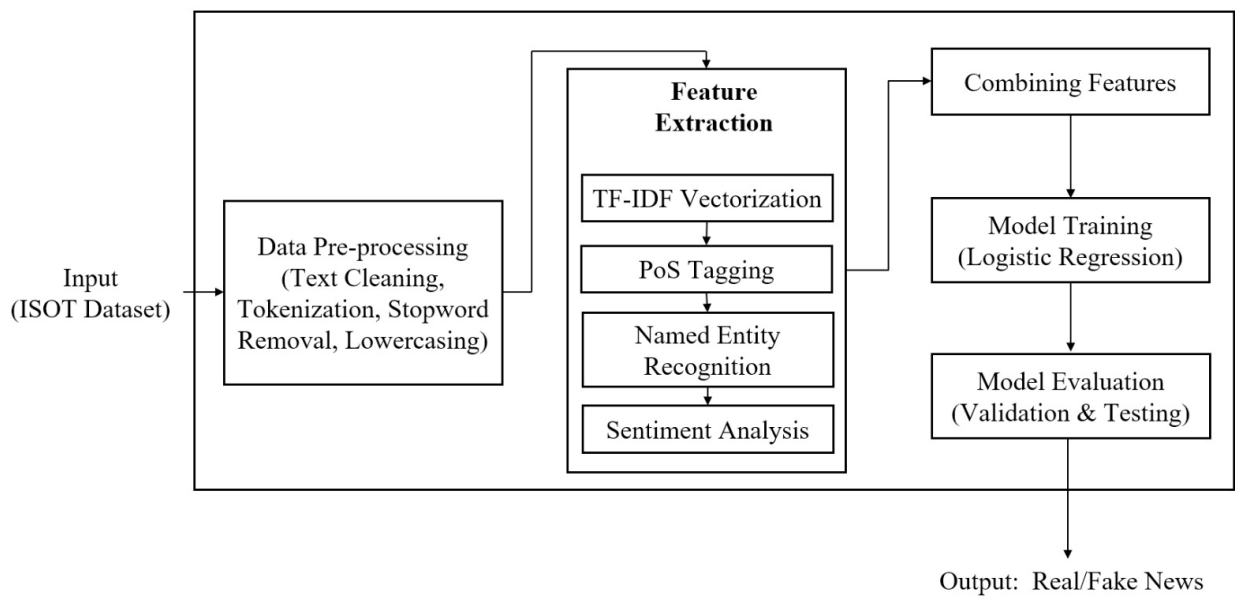 Input
(ISOT Dataset)
Data Pre-processing
(Text Cleaning,
Tokenization, Stopword
Removal, Lowercasing)
Feature
Extraction
TF-IDF Vectorization
PoS Tagging
Named Entity
Recognition
Sentiment Analysis
Combining Features
Model Training
(Logistic Regression)
Model Evaluation
(Validation & Testing)
Output: Real/Fake News